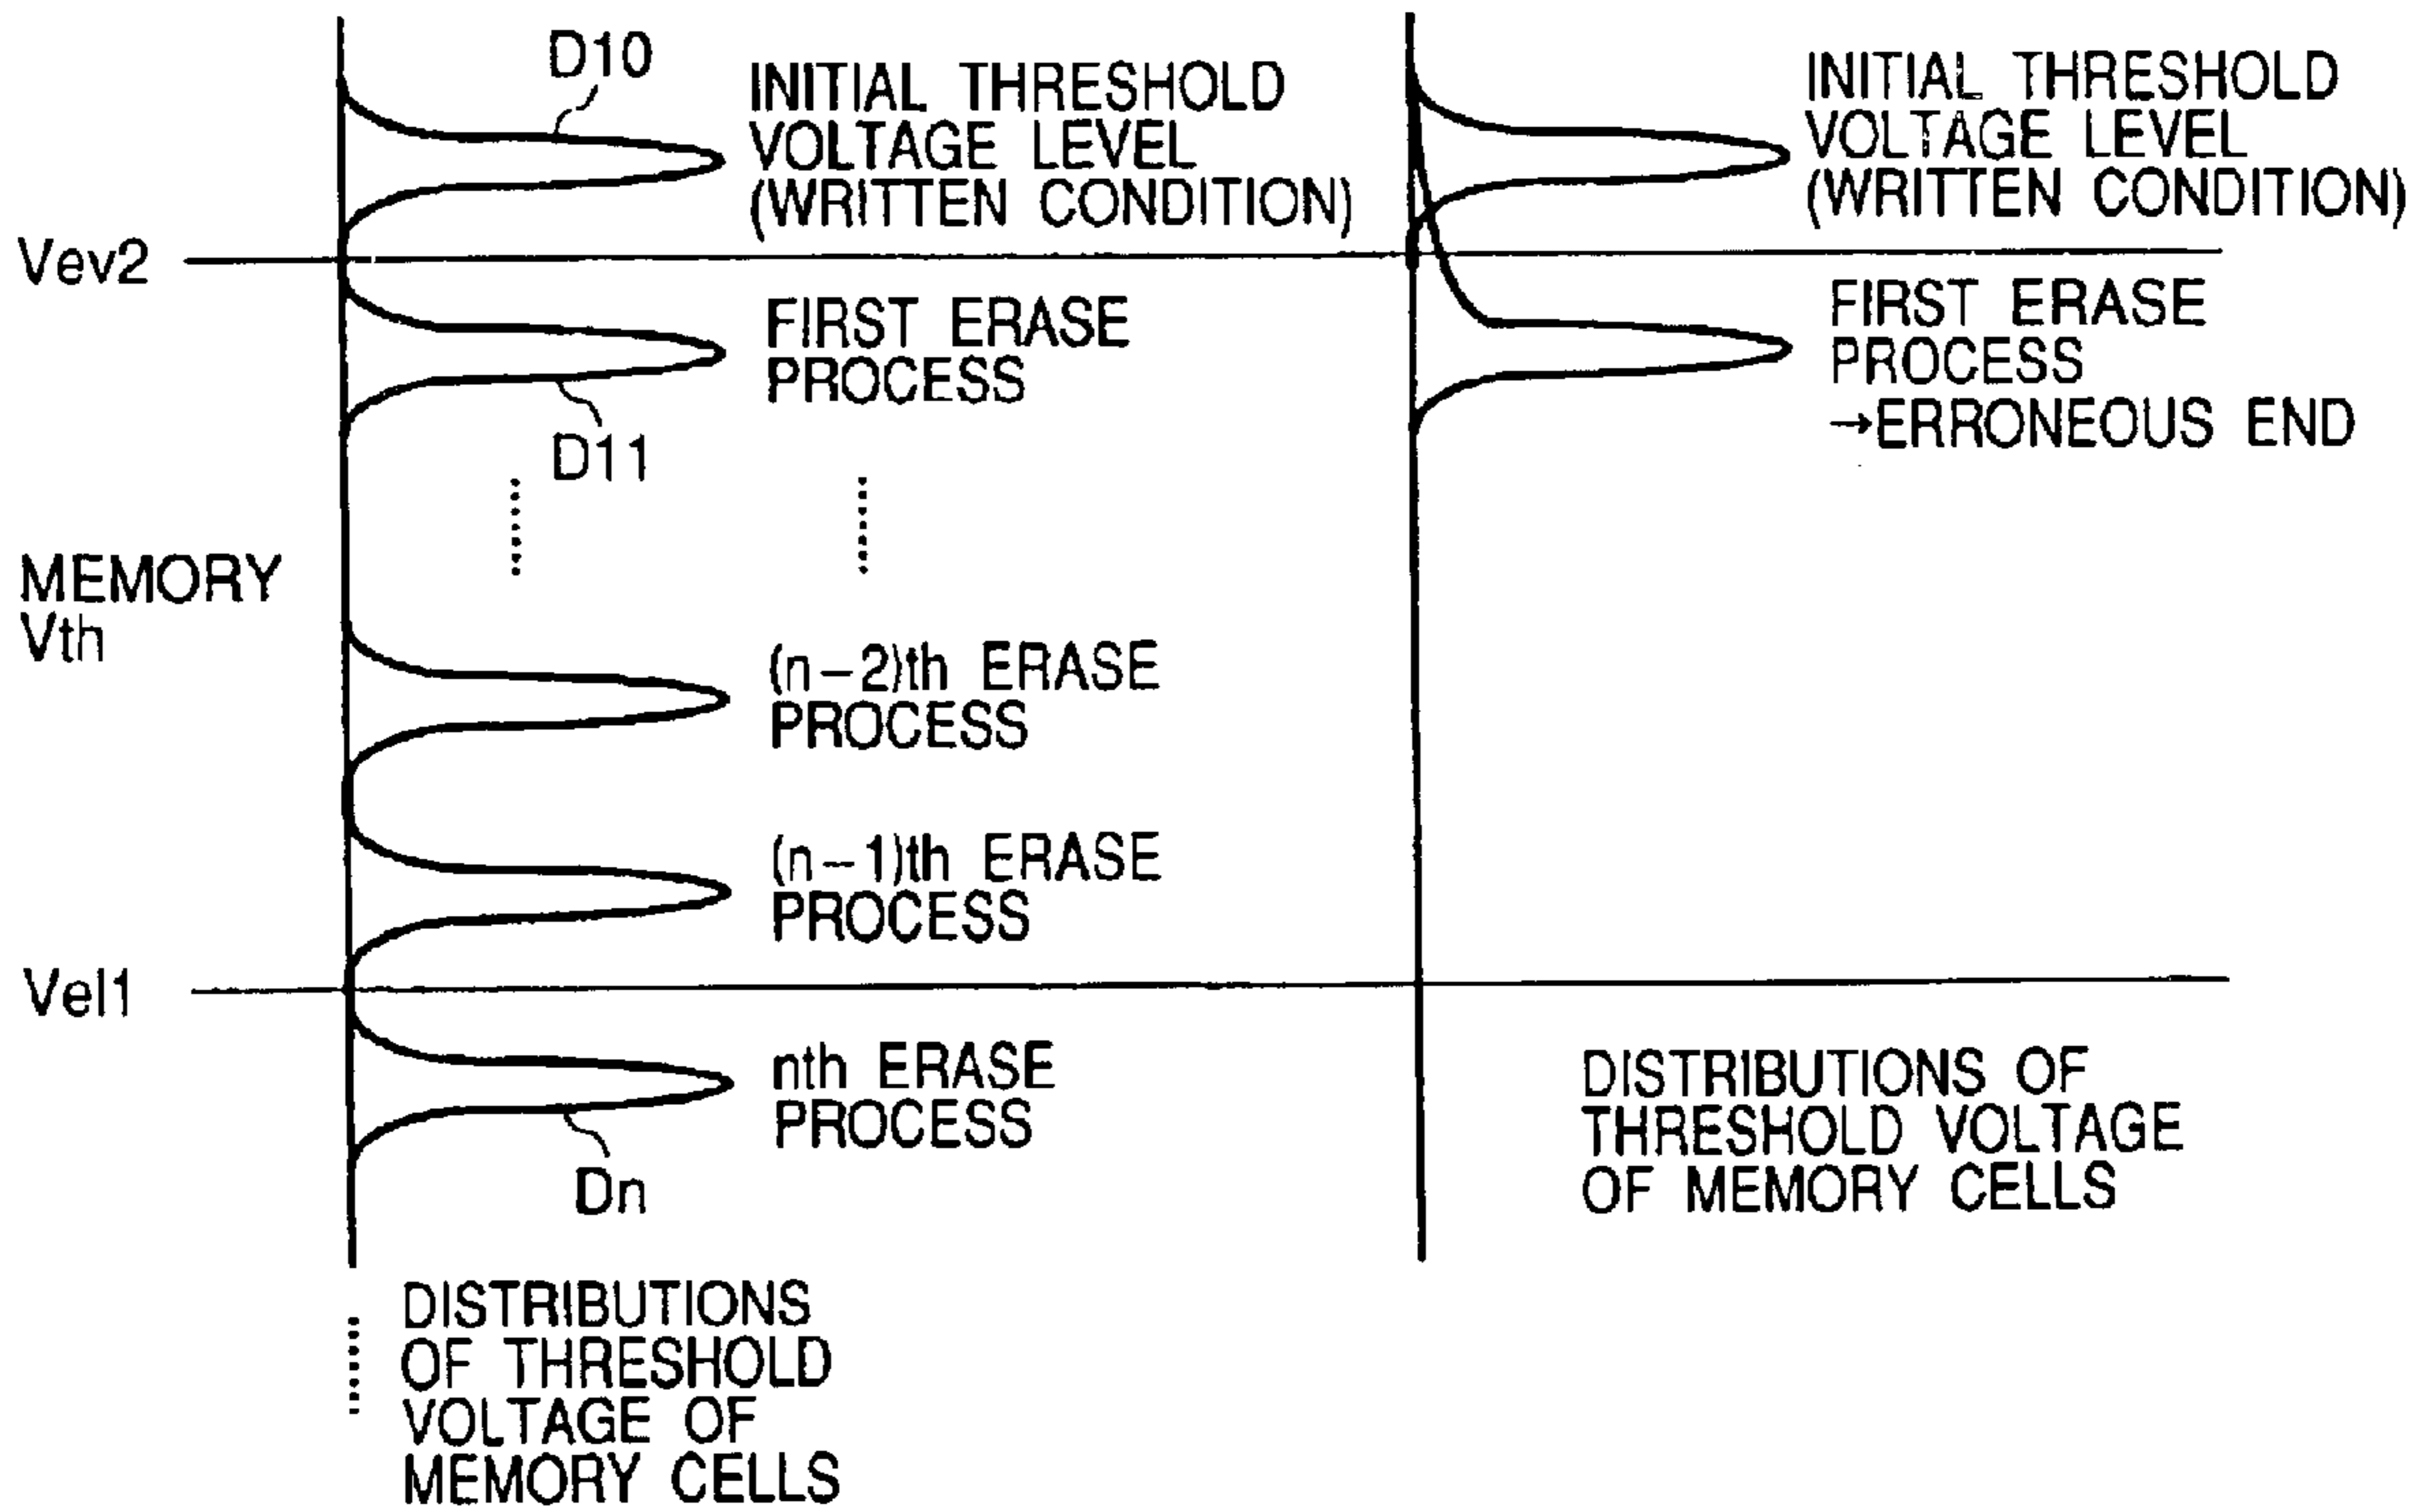 D10
INITIAL THRESHOLD
VOLTAGE LEVEL
(WRITTEN CONDITION)
Vev2
FIRST ERASE
PROCESS
D11
MEMORY
Vth
(n-2)th ERASE
PROCESS
(n-1)th ERASE
PROCESS
Vel1
nth ERASE
PROCESS
Dn
DISTRIBUTIONS
OF THRESHOLD
VOLTAGE OF
MEMORY CELLS
INITIAL THRESHOLD
VOLTAGE LEVEL
(WRITTEN CONDITION)
FIRST ERASE
PROCESS
→ERRONEOUS END
DISTRIBUTIONS OF
THRESHOLD VOLTAGE
OF MEMORY CELLS